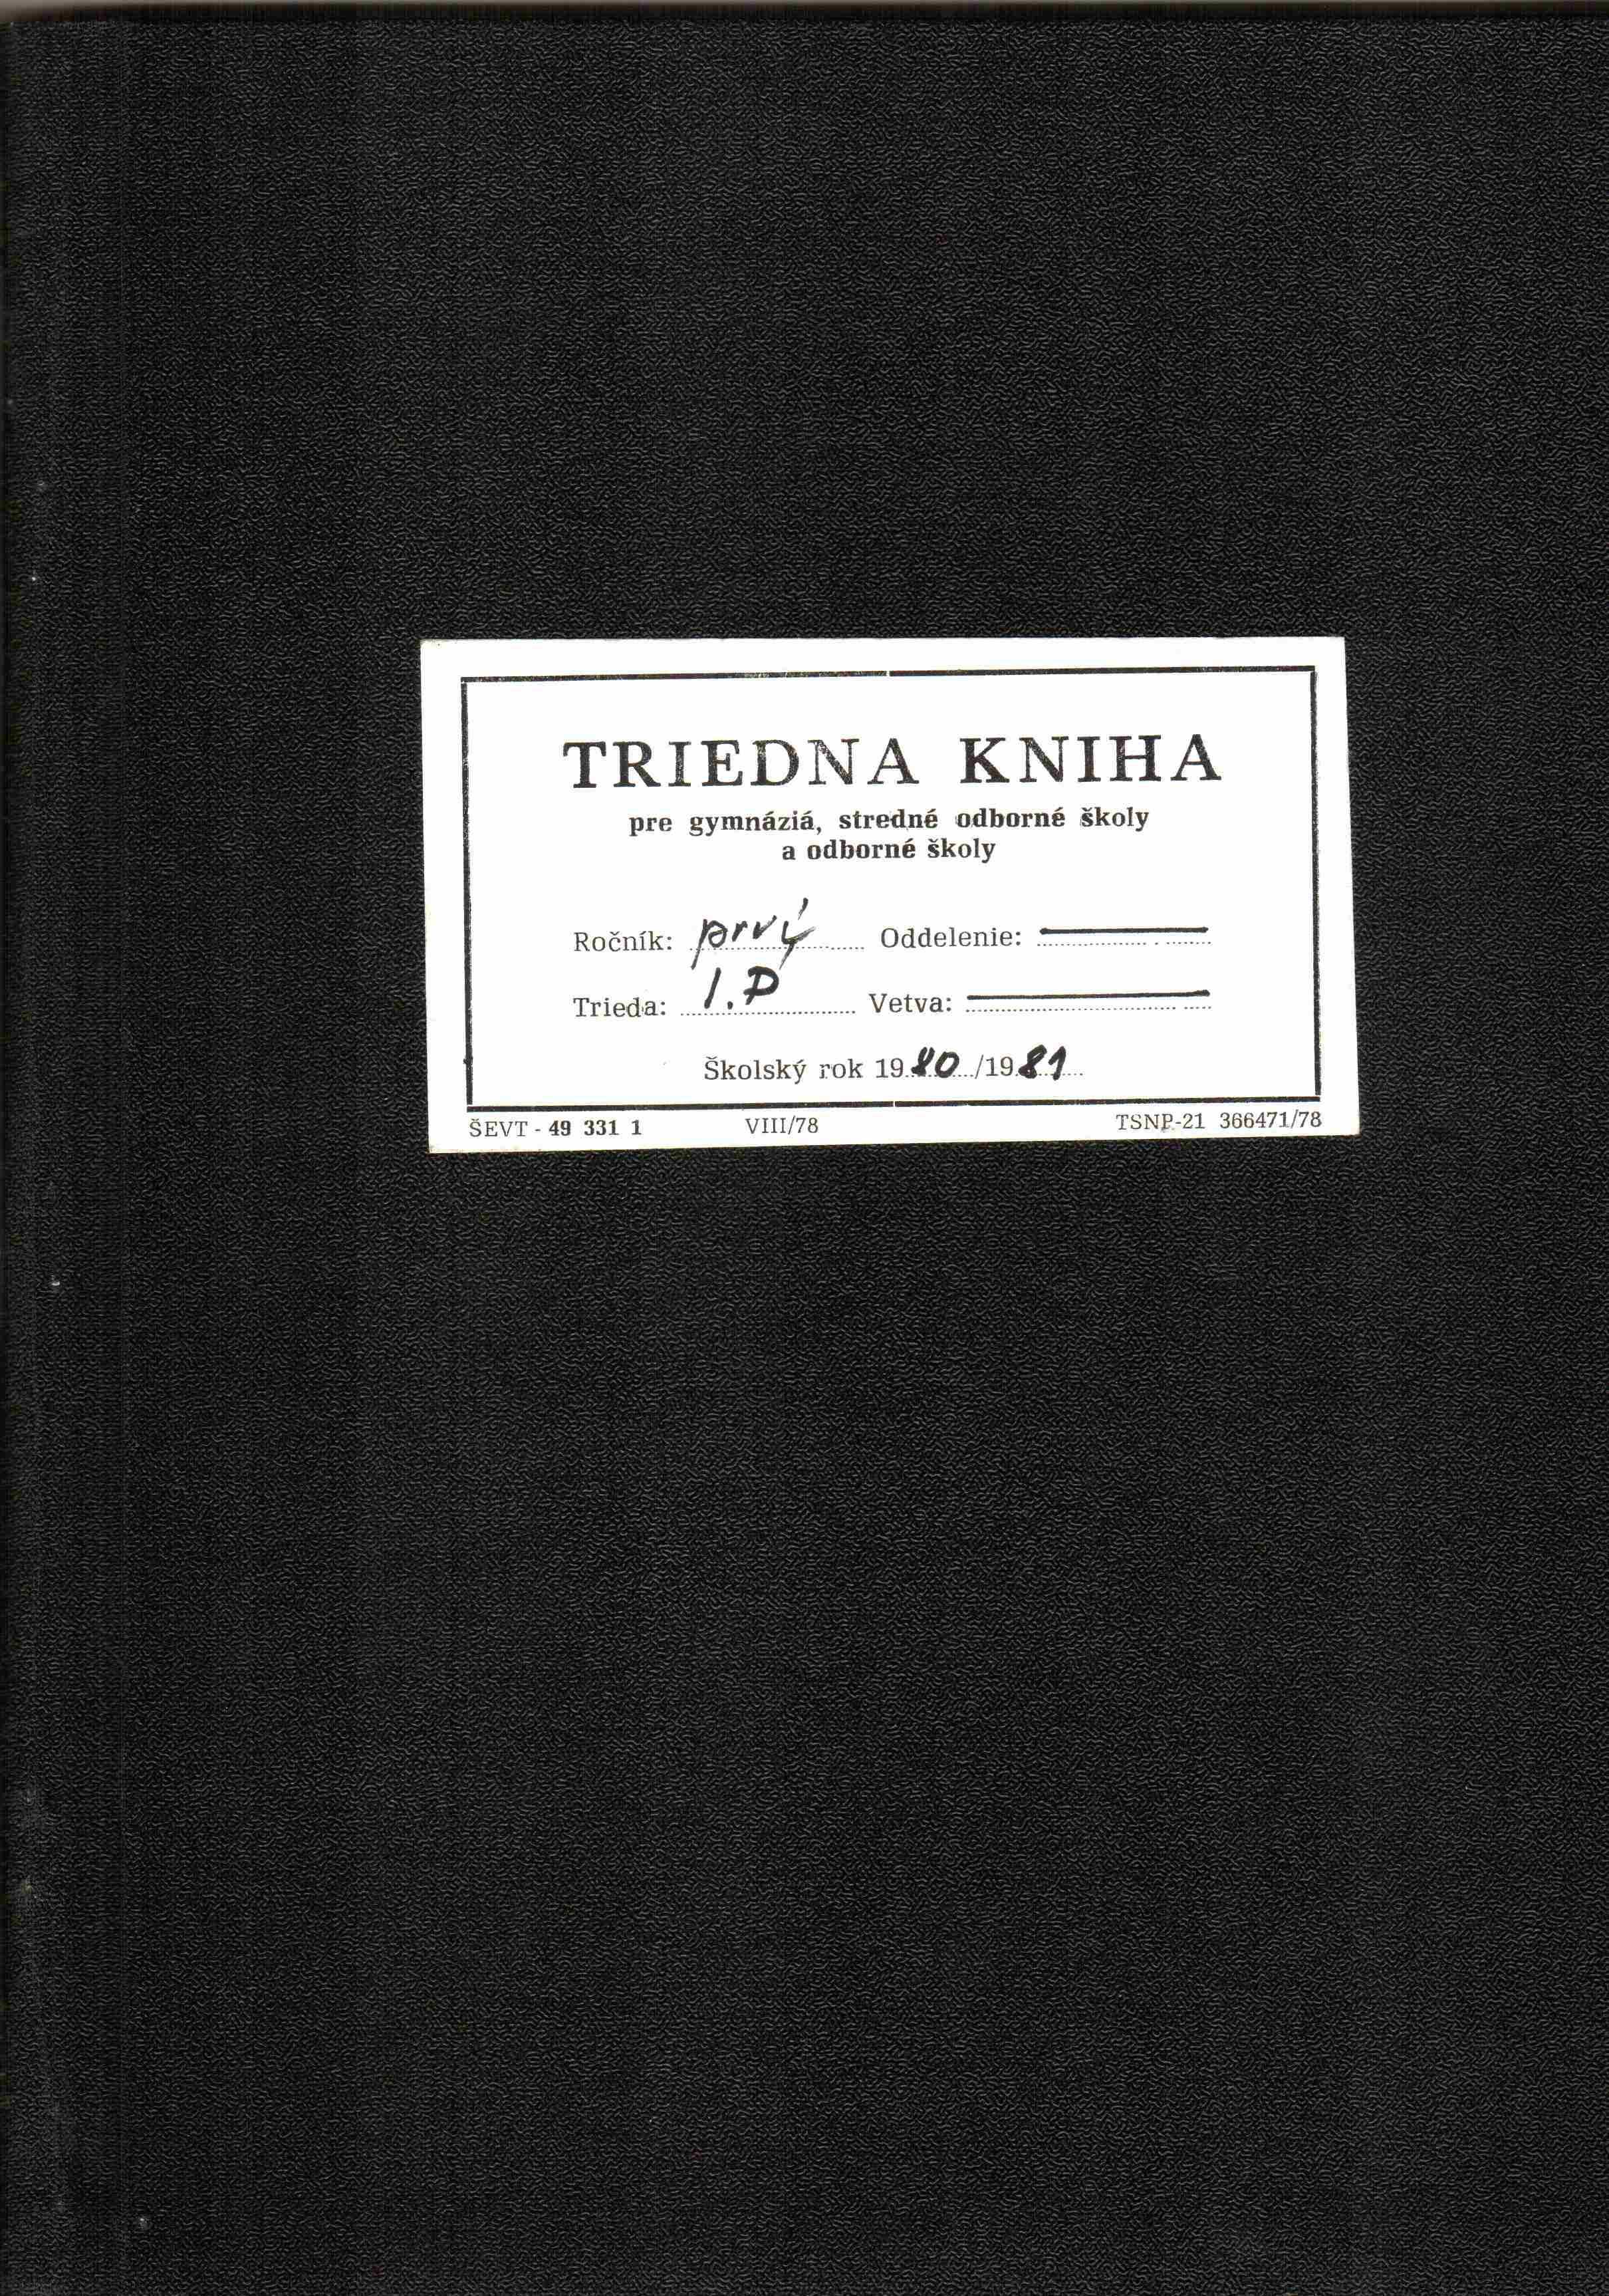 TRIEDNA KNIHA
pre gymnáziá, stredné odborné školy
a odborné školy
Ročník: prvý Oddelenie:
Trieda: I.D Vetva:
Školský rok 1980/1981
ŠEVT - 49 331 1 VIII/78 TSNP-21 366471/78